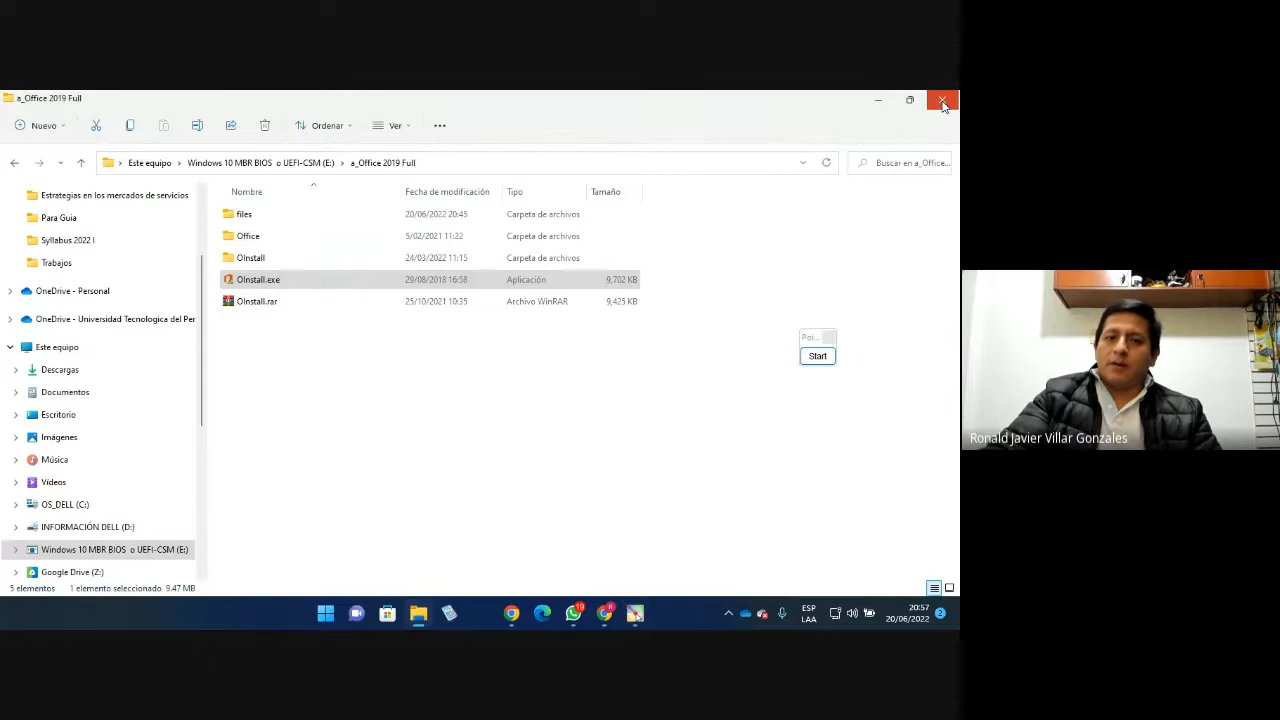 a_Office 2019 Full
Nuevo
Ordenar
Ver
Este equipo > Windows 10 MBR BIOS o UEFI-CSM (E:) > a_Office 2019 Full
Buscar en a_Office...
Estrategias en los mercados de servicios
Para Guia
Syllabus 2022 I
Trabajos
OneDrive - Personal
OneDrive - Universidad Tecnologica del Per
Este equipo
Descargas
Documentos
Escritorio
Imágenes
Música
Vídeos
OS_DELL (C:)
INFORMACIÓN DELL (D:)
Windows 10 MBR BIOS o UEFI-CSM (E:)
Google Drive (Z:)
Nombre Fecha de modificación Tipo Tamaño
files 20/06/2022 20:45 Carpeta de archivos
Office 5/02/2021 11:22 Carpeta de archivos
OInstall 24/03/2022 11:15 Carpeta de archivos
OInstall.exe 29/08/2018 16:58 Aplicación 9,702 KB
OInstall.rar 25/10/2021 10:35 Archivo WinRAR 9,425 KB
Poi...
Start
5 elementos 1 elemento seleccionado 9.47 MB
19
ESP
LAA
20:57
20/06/2022
2
Ronald Javier Villar Gonzales